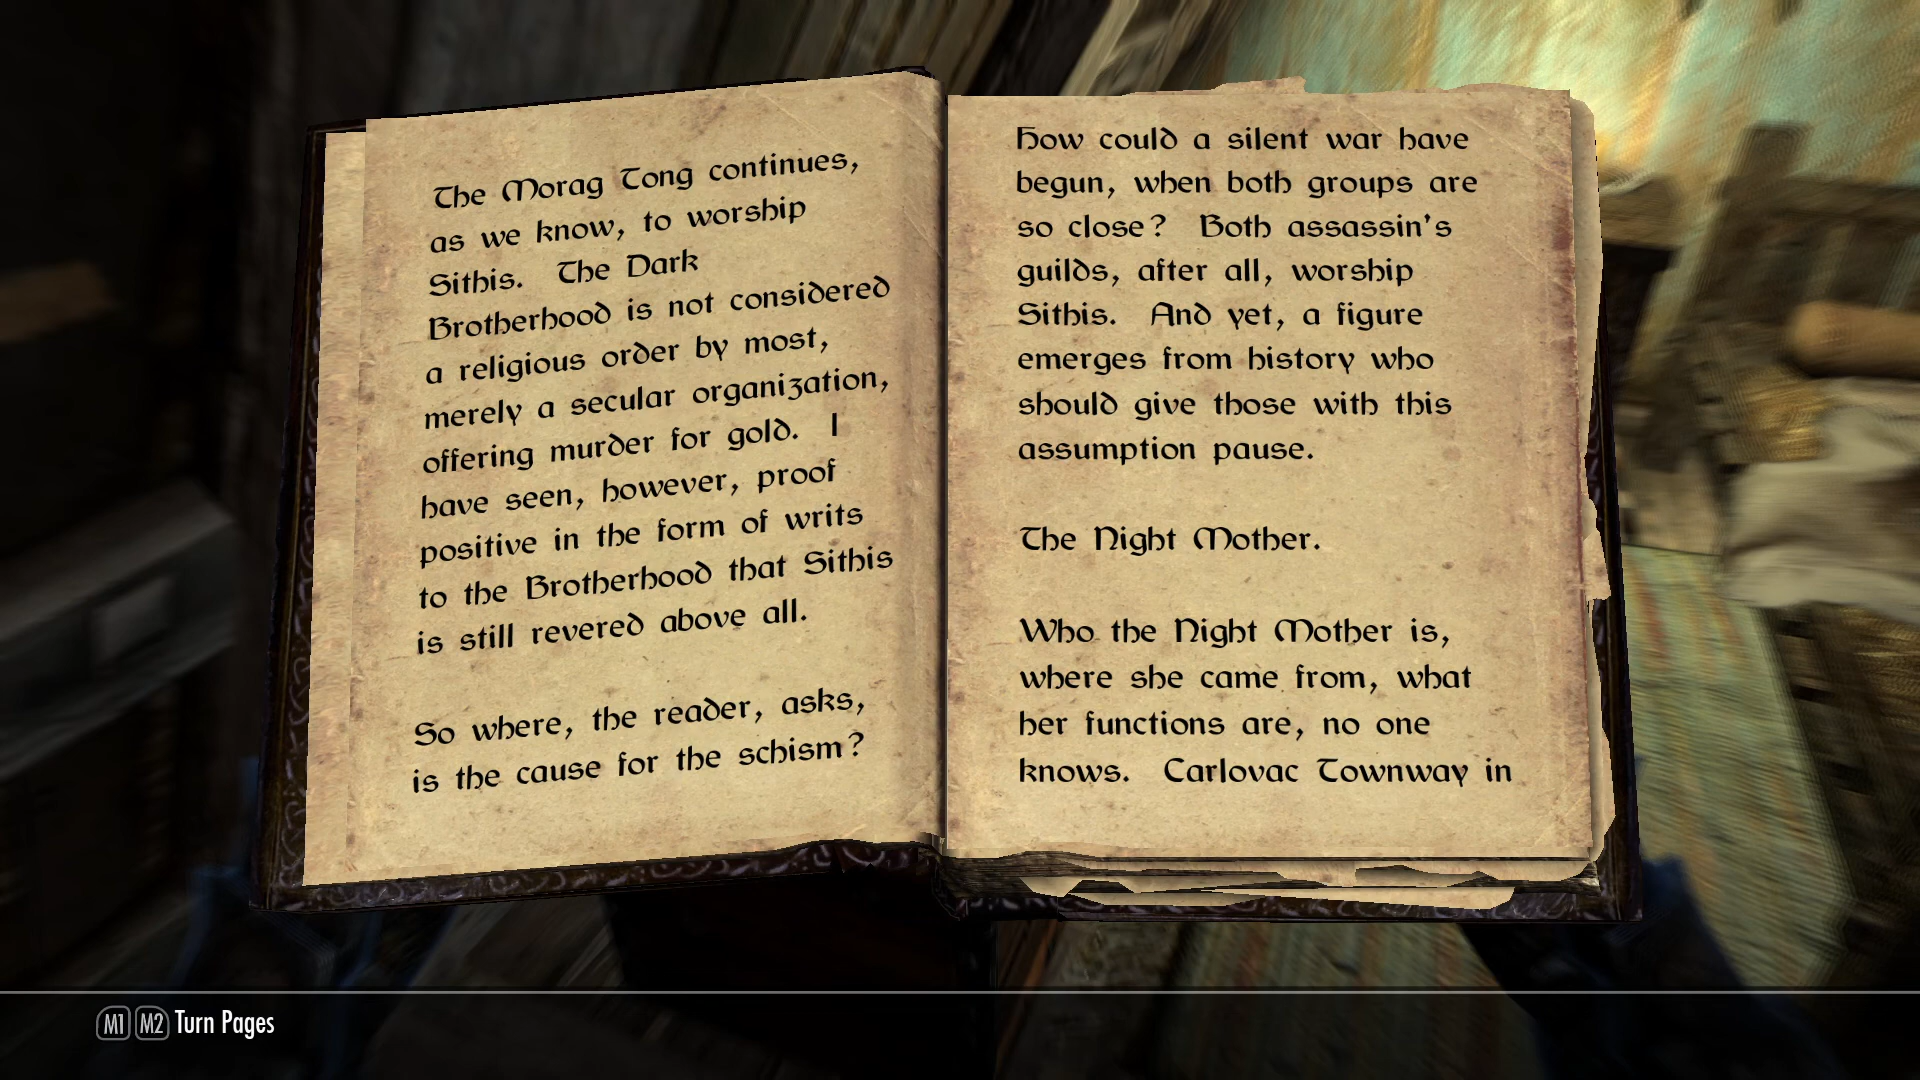 The Morag Tong continues,
as we know, to worship
Sithis.  The Dark
Brotherhood is not considered
a religious order by most,
merely a secular organization,
offering murder for gold.  I
have seen, however, proof
positive in the form of writs
to the Brotherhood that Sithis
is still revered above all.
So where, the reader, asks,
is the cause for the schism?
How could a silent war have
begun, when both groups are
so close?  Both assassin's
guilds, after all, worship
Sithis.  And yet, a figure
emerges from history who
should give those with this
assumption pause.
The Night Mother.
Who the Night Mother is,
where she came from, what
her functions are, no one
knows.  Carlovac Townway in
M1 M2 Turn Pages